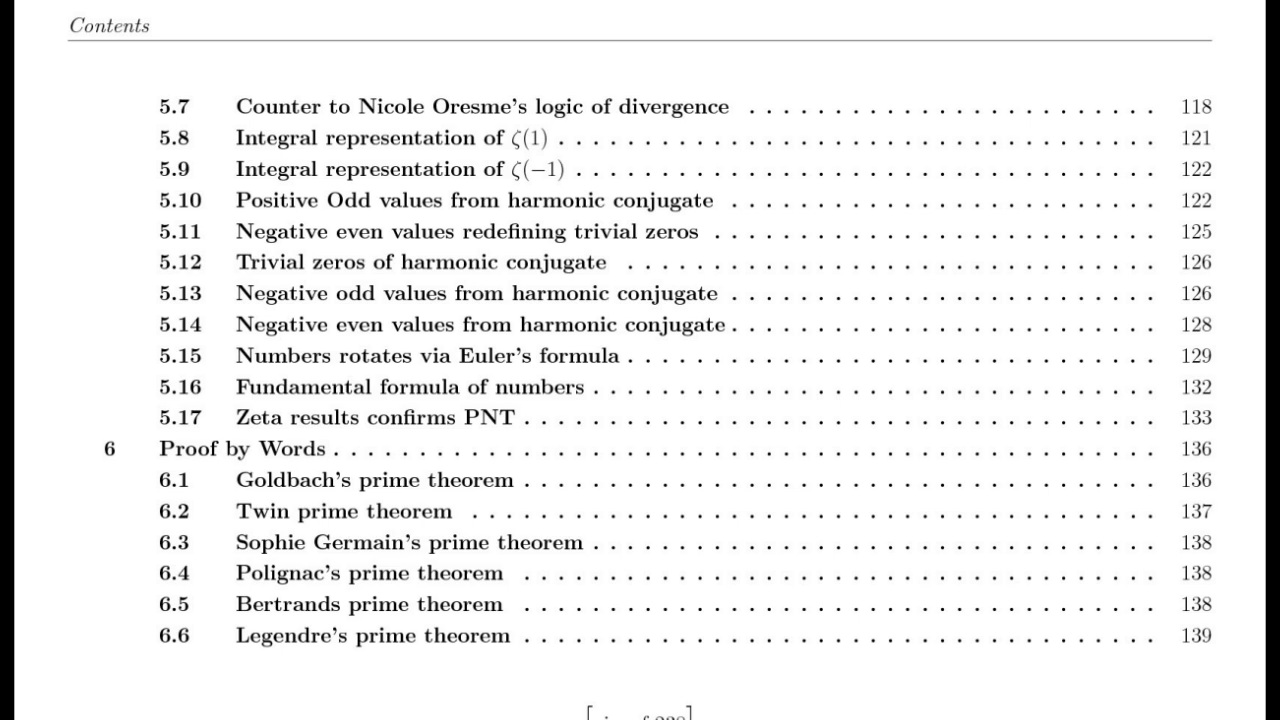 Contents
5.7 Counter to Nicole Oresme's logic of divergence . . . . . . . . . . . . . . . . . . . . . . . . 118
5.8 Integral representation of ζ(1) . . . . . . . . . . . . . . . . . . . . . . . . . . . . . . . . . . . 121
5.9 Integral representation of ζ(−1) . . . . . . . . . . . . . . . . . . . . . . . . . . . . . . . . . . 122
5.10 Positive Odd values from harmonic conjugate . . . . . . . . . . . . . . . . . . . . . . . . . 122
5.11 Negative even values redefining trivial zeros . . . . . . . . . . . . . . . . . . . . . . . . . . 125
5.12 Trivial zeros of harmonic conjugate . . . . . . . . . . . . . . . . . . . . . . . . . . . . . . . 126
5.13 Negative odd values from harmonic conjugate . . . . . . . . . . . . . . . . . . . . . . . . . 126
5.14 Negative even values from harmonic conjugate . . . . . . . . . . . . . . . . . . . . . . . . . 128
5.15 Numbers rotates via Euler's formula . . . . . . . . . . . . . . . . . . . . . . . . . . . . . . . 129
5.16 Fundamental formula of numbers . . . . . . . . . . . . . . . . . . . . . . . . . . . . . . . . . 132
5.17 Zeta results confirms PNT . . . . . . . . . . . . . . . . . . . . . . . . . . . . . . . . . . . . . 133
6 Proof by Words . . . . . . . . . . . . . . . . . . . . . . . . . . . . . . . . . . . . . . . . . . . . . . . . 136
6.1 Goldbach's prime theorem . . . . . . . . . . . . . . . . . . . . . . . . . . . . . . . . . . . . . 136
6.2 Twin prime theorem . . . . . . . . . . . . . . . . . . . . . . . . . . . . . . . . . . . . . . . . 137
6.3 Sophie Germain's prime theorem . . . . . . . . . . . . . . . . . . . . . . . . . . . . . . . . . 138
6.4 Polignac's prime theorem . . . . . . . . . . . . . . . . . . . . . . . . . . . . . . . . . . . . . 138
6.5 Bertrands prime theorem . . . . . . . . . . . . . . . . . . . . . . . . . . . . . . . . . . . . . 138
6.6 Legendre's prime theorem . . . . . . . . . . . . . . . . . . . . . . . . . . . . . . . . . . . . . 139